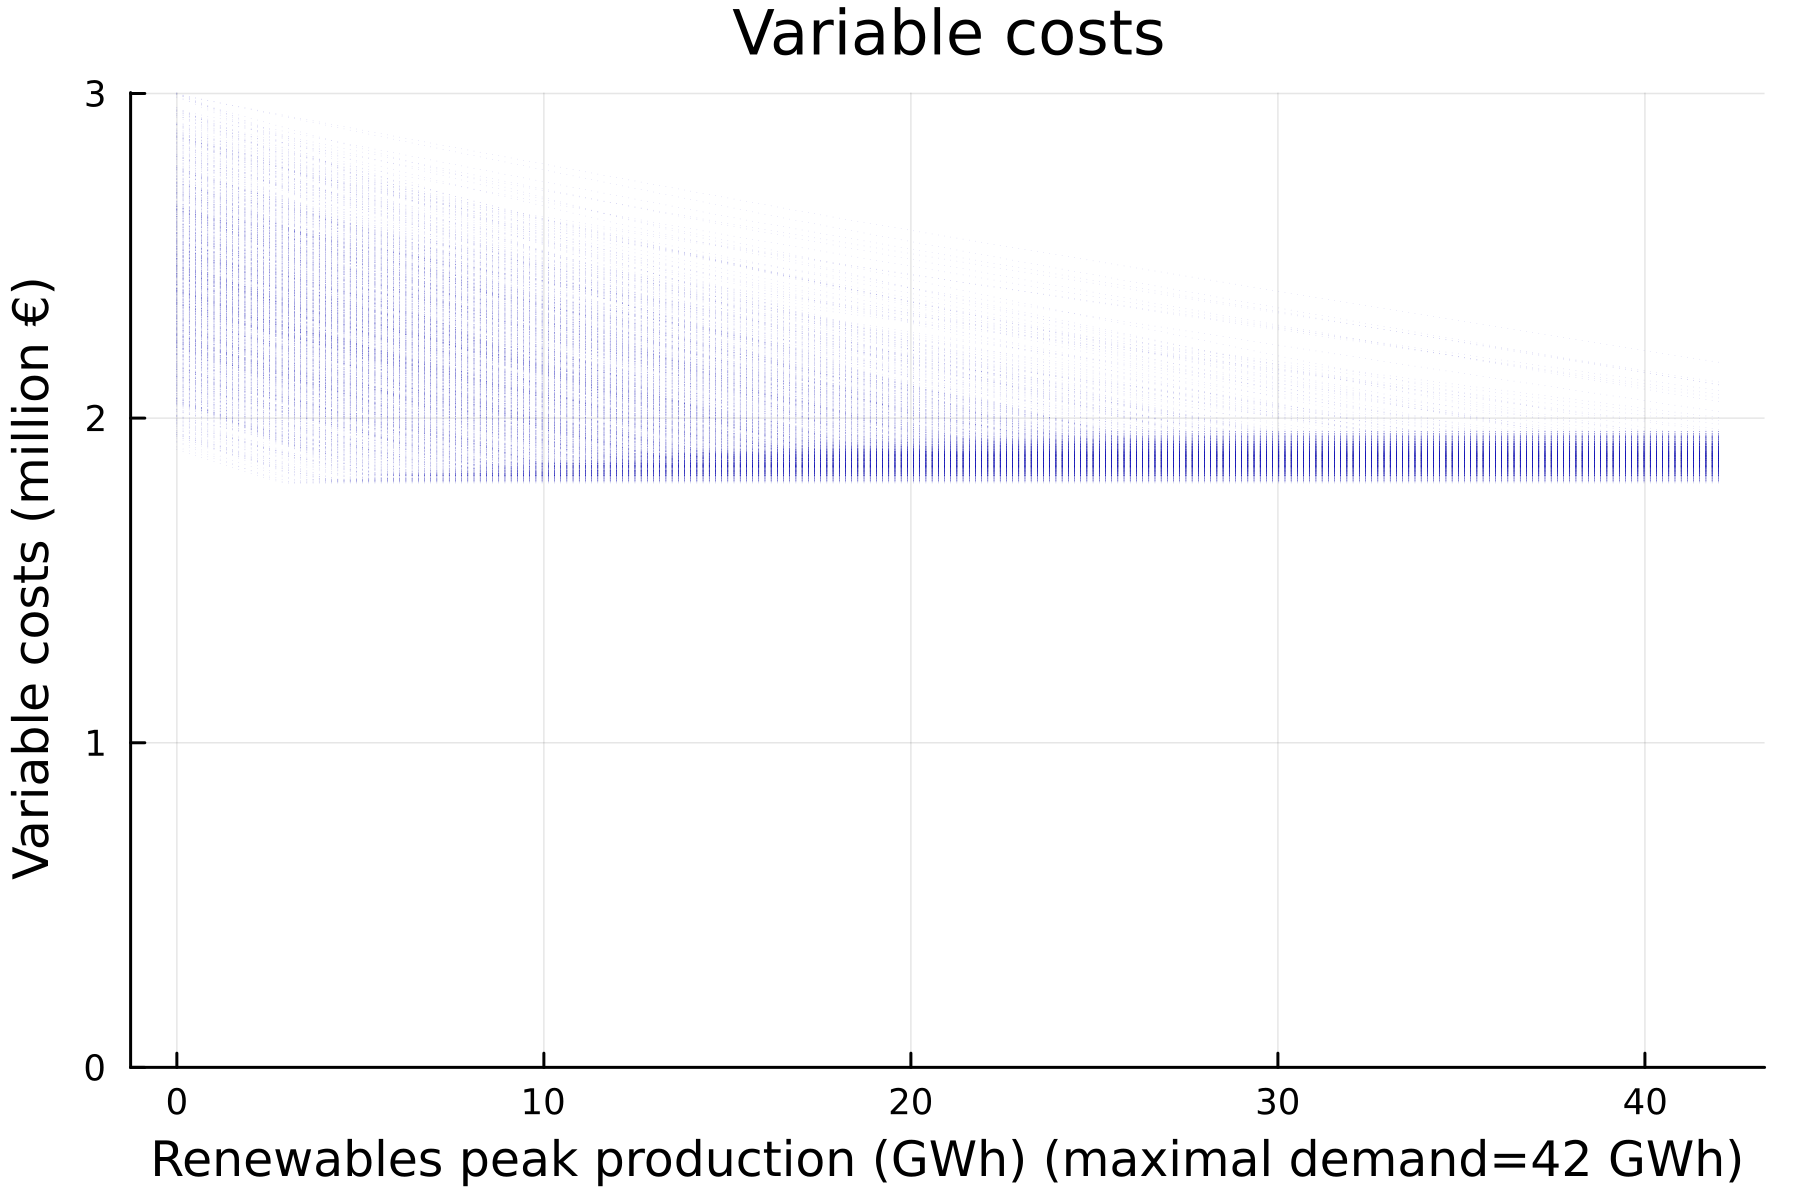 Variable costs
Variable costs (million €)
3
2
1
0
0 10 20 30 40
Renewables peak production (GWh) (maximal demand=42 GWh)